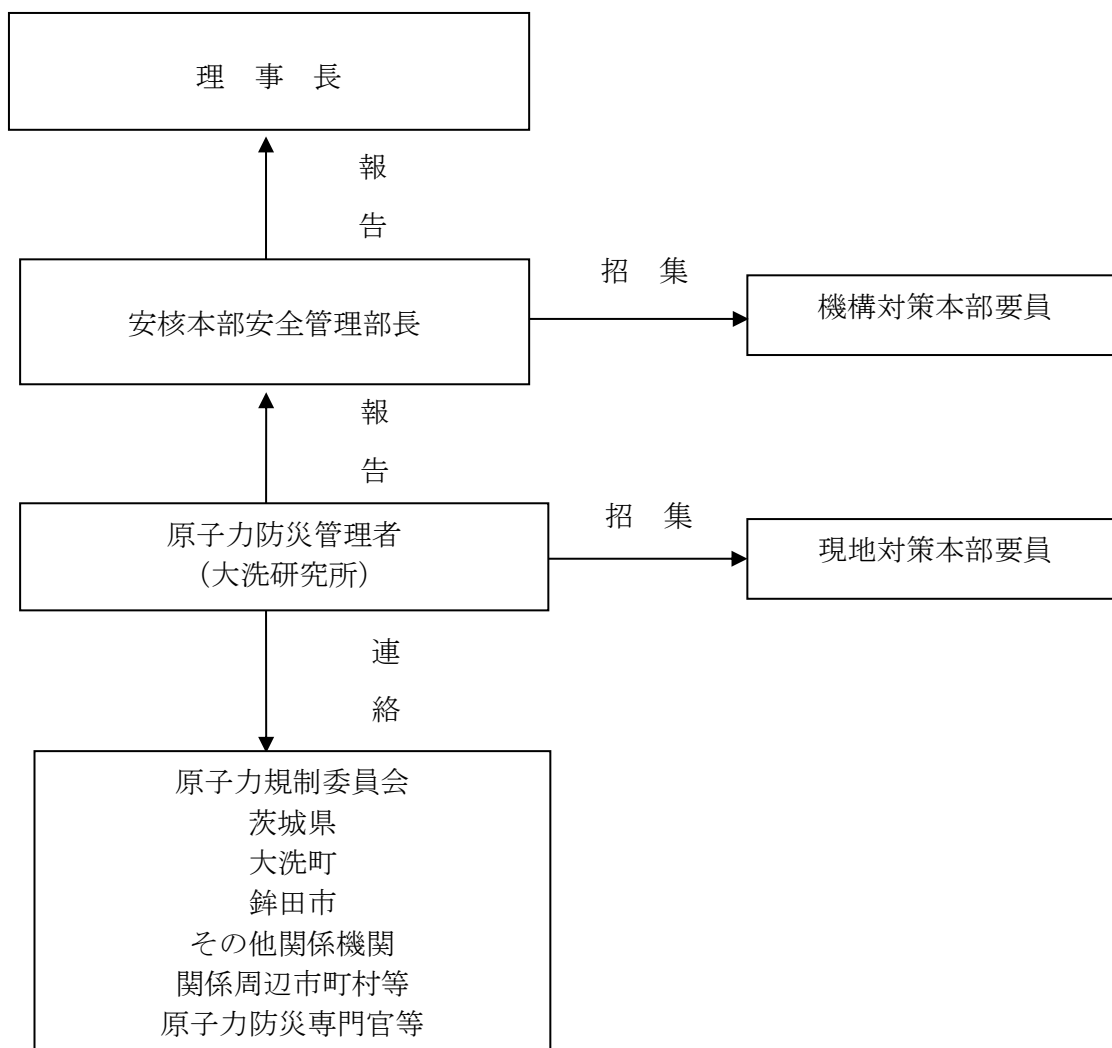 理 事 長
報
告
安核本部安全管理部長
招 集
機構対策本部要員
報
告
原子力防災管理者
(大洗研究所)
招 集
現地対策本部要員
連
絡
原子力規制委員会
茨城県
大洗町
鉾田市
その他関係機関
関係周辺市町村等
原子力防災専門官等